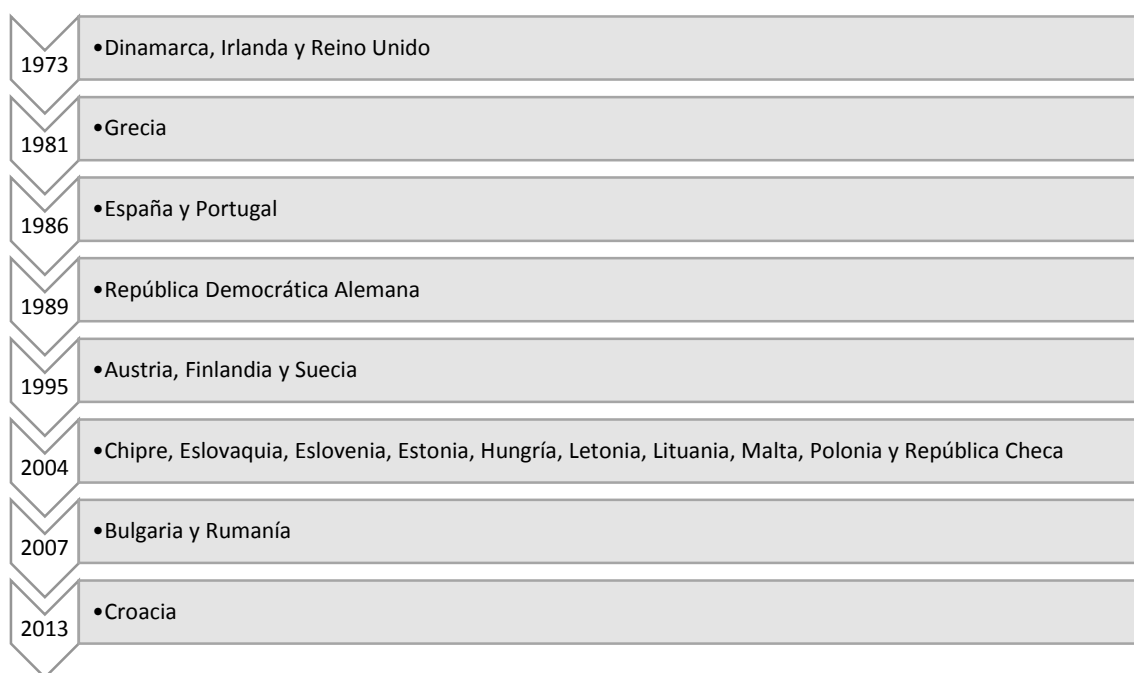 1973
•Dinamarca, Irlanda y Reino Unido
1981
•Grecia
1986
•España y Portugal
1989
•República Democrática Alemana
1995
•Austria, Finlandia y Suecia
2004
•Chipre, Eslovaquia, Eslovenia, Estonia, Hungría, Letonia, Lituania, Malta, Polonia y República Checa
2007
•Bulgaria y Rumanía
2013
•Croacia